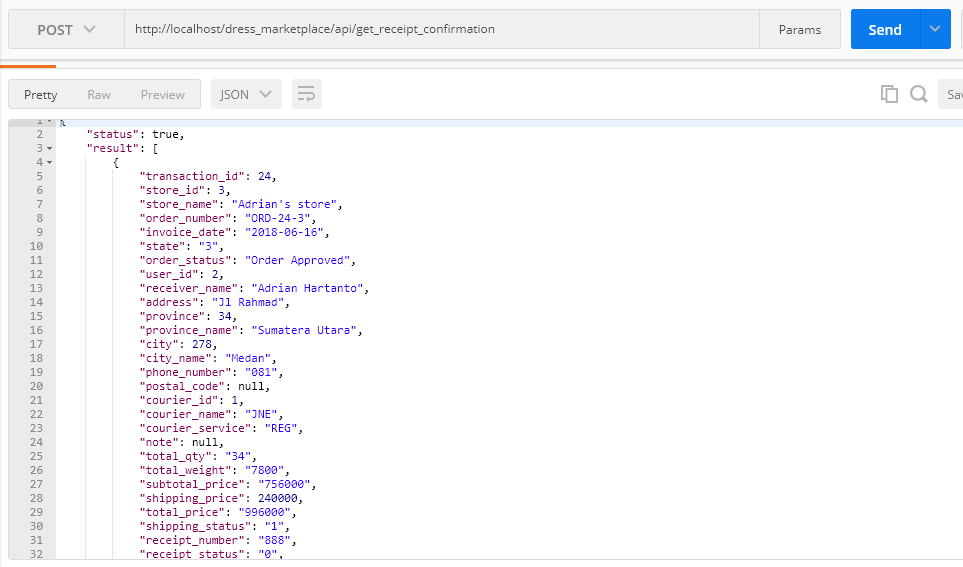 POST http://localhost/dress_marketplace/api/get_receipt_confirmation Params Send
Pretty Raw Preview JSON
1 {
2 "status": true,
3 "result": [
4 {
5 "transaction_id": 24,
6 "store_id": 3,
7 "store_name": "Adrian's store",
8 "order_number": "ORD-24-3",
9 "invoice_date": "2018-06-16",
10 "state": "3",
11 "order_status": "Order Approved",
12 "user_id": 2,
13 "receiver_name": "Adrian Hartanto",
14 "address": "Jl Rahmad",
15 "province": 34,
16 "province_name": "Sumatera Utara",
17 "city": 278,
18 "city_name": "Medan",
19 "phone_number": "081",
20 "postal_code": null,
21 "courier_id": 1,
22 "courier_name": "JNE",
23 "courier_service": "REG",
24 "note": null,
25 "total_qty": "34",
26 "total_weight": "7800",
27 "subtotal_price": "756000",
28 "shipping_price": 240000,
29 "total_price": "996000",
30 "shipping_status": "1",
31 "receipt_number": "888",
32 "receipt_status": "0",